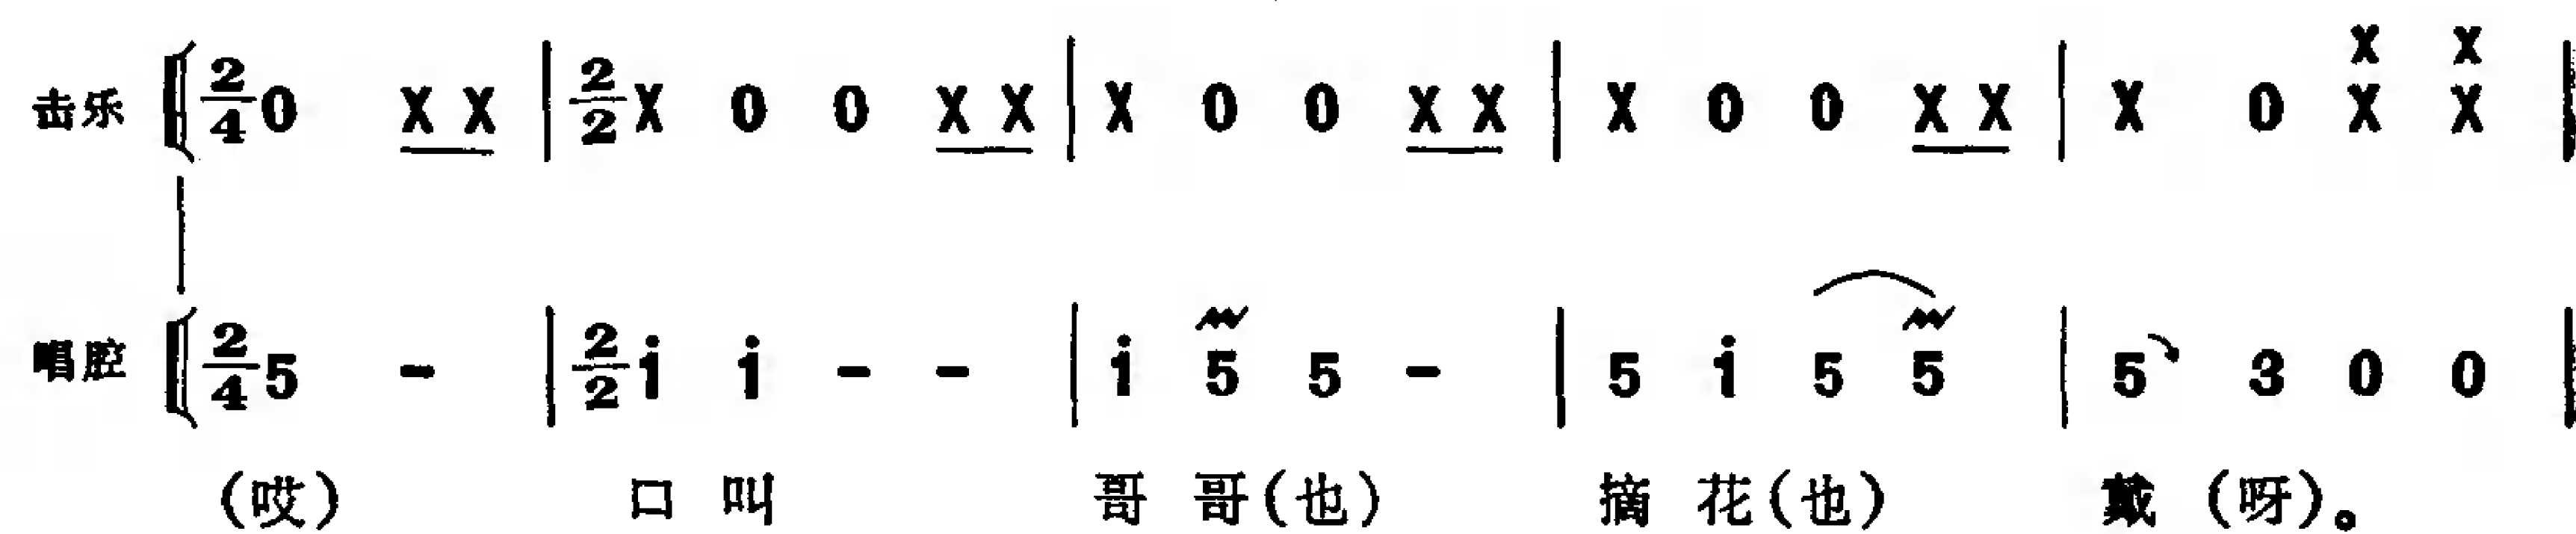 击乐 2/4 0 X X | 2/2 X 0 0 X X | X 0 0 X X | X 0 0 X X | X 0 X X X X |
唱腔 2/4 5 - | 2/2 i i - - | i 5 5 - | 5 i 5 5 | 5 3 0 0 |
(哎) 口 叫 哥 哥(也) 摘 花(也) 戴 (呀)。